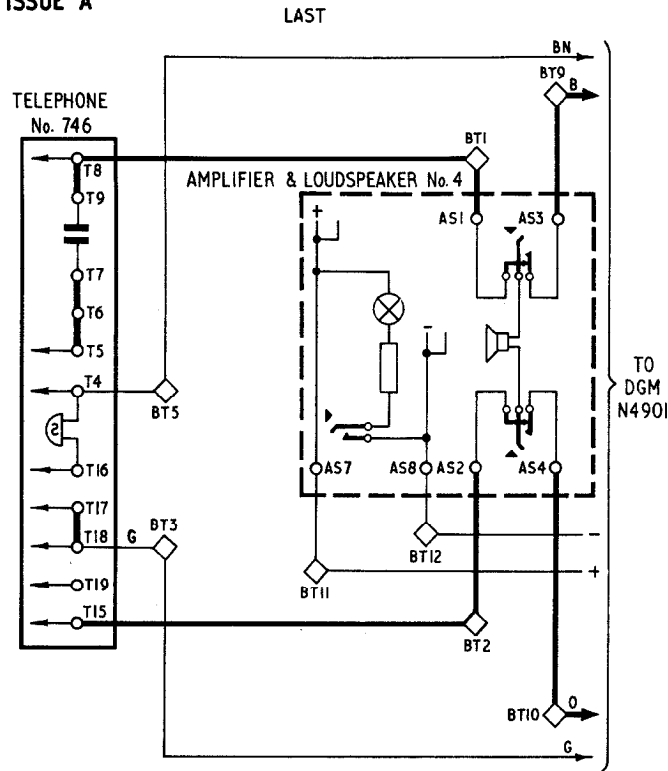 ISSUE A
LAST
BN
BT9
B
TELEPHONE
No. 746
BT1
T8
AMPLIFIER & LOUDSPEAKER No. 4
T9
+
AS1
AS3
T7
T6
-
T5
TO
DGM
T4
BT5
T16
AS7
AS8
AS2
AS4
T17
BT3
T18
G
BT12
-
T19
BT11
+
T15
BT2
BT10
O
G